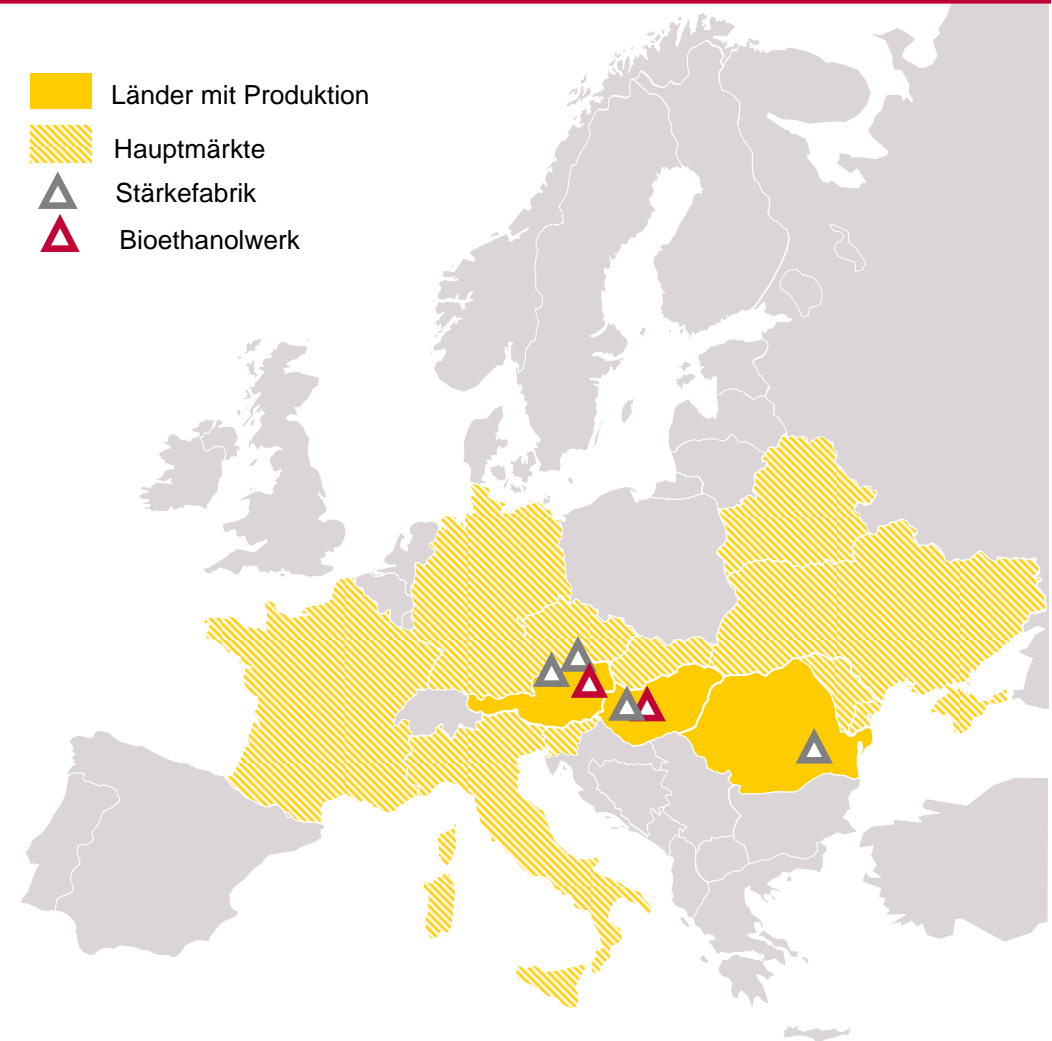 Länder mit Produktion
Hauptmärkte
Stärkefabrik
Bioethanolwerk